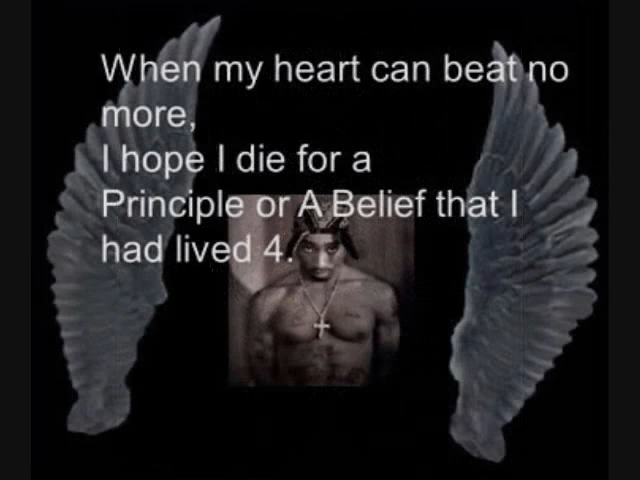 When my heart can beat no
more,
I hope I die for a
Principle or A Belief that I
had lived 4.